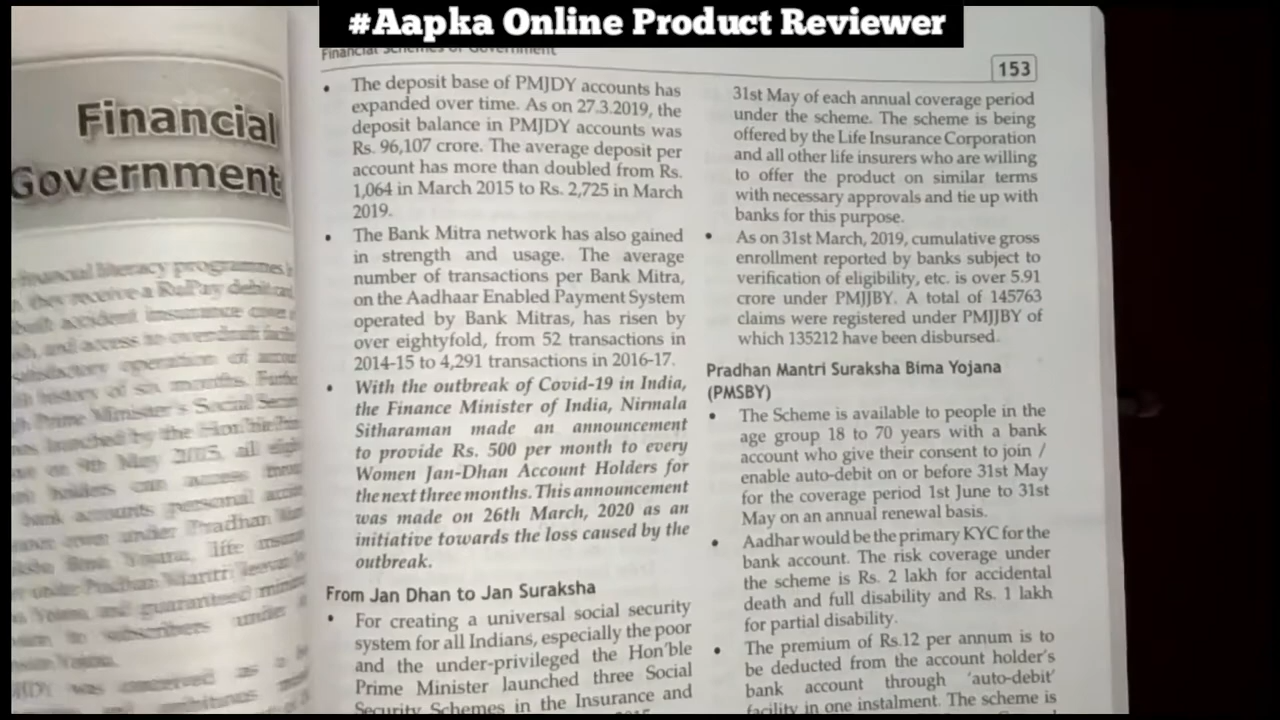 #Aapka Online Product Reviewer
Financial Schemes of Government
153
Financial
Government
The deposit base of PMJDY accounts has
expanded over time. As on 27.3.2019, the
deposit balance in PMJDY accounts was
Rs. 96,107 crore. The average deposit per
account has more than doubled from Rs.
1,064 in March 2015 to Rs. 2,725 in March
2019.
The Bank Mitra network has also gained
in strength and usage. The average
number of transactions per Bank Mitra,
on the Aadhaar Enabled Payment System
operated by Bank Mitras, has risen by
over eightyfold, from 52 transactions in
2014-15 to 4,291 transactions in 2016-17.
With the outbreak of Covid-19 in India,
the Finance Minister of India, Nirmala
Sitharaman made an announcement
to provide Rs. 500 per month to every
Women Jan-Dhan Account Holders for
the next three months. This announcement
was made on 26th March, 2020 as an
initiative towards the loss caused by the
outbreak.
From Jan Dhan to Jan Suraksha
For creating a universal social security
system for all Indians, especially the poor
and the under-privileged the Hon'ble
Prime Minister launched three Social
Security Schemes in the Insurance and
31st May of each annual coverage period
under the scheme. The scheme is being
offered by the Life Insurance Corporation
and all other life insurers who are willing
to offer the product on similar terms
with necessary approvals and tie up with
banks for this purpose.
As on 31st March, 2019, cumulative gross
enrollment reported by banks subject to
verification of eligibility, etc. is over 5.91
crore under PMJJBY. A total of 145763
claims were registered under PMJJBY of
which 135212 have been disbursed.
Pradhan Mantri Suraksha Bima Yojana
(PMSBY)
The Scheme is available to people in the
age group 18 to 70 years with a bank
account who give their consent to join /
enable auto-debit on or before 31st May
for the coverage period 1st June to 31st
May on an annual renewal basis.
Aadhar would be the primary KYC for the
bank account. The risk coverage under
the scheme is Rs. 2 lakh for accidental
death and full disability and Rs. 1 lakh
for partial disability.
The premium of Rs.12 per annum is to
be deducted from the account holder's
bank account through 'auto-debit'
facility in one instalment. The scheme is